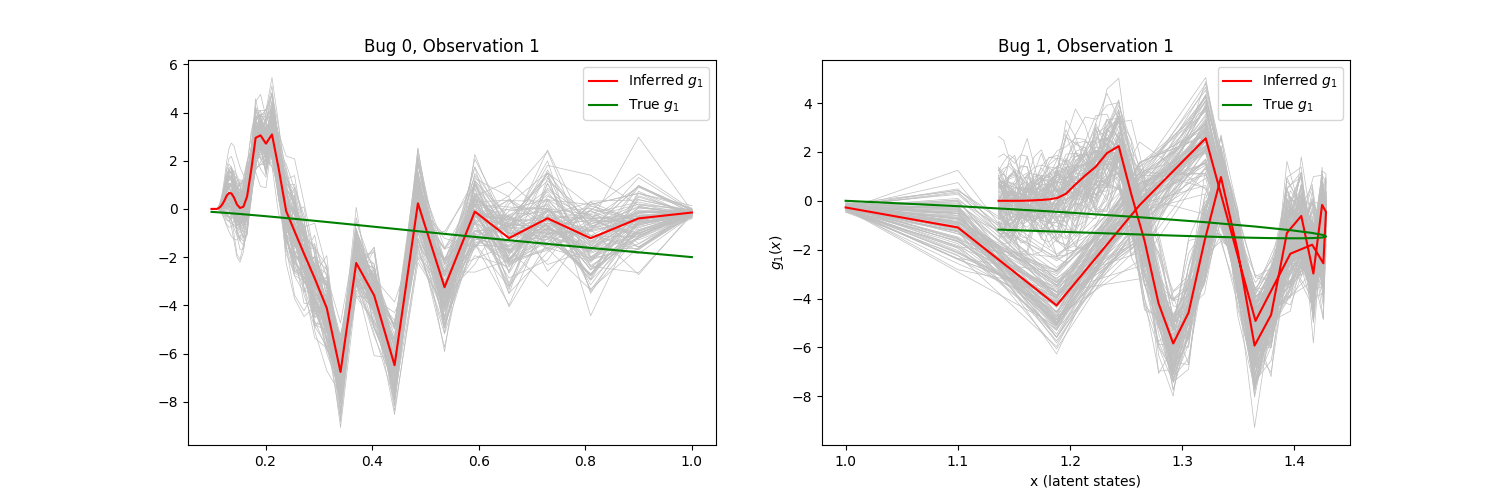 Bug 0, Observation 1
Inferred g₁
True g₁
6
4
2
0
−2
−4
−6
−8
0.2 0.4 0.6 0.8 1.0
Bug 1, Observation 1
Inferred g₁
True g₁
g₁(x)
4
2
0
−2
−4
−6
−8
1.0 1.1 1.2 1.3 1.4
x (latent states)